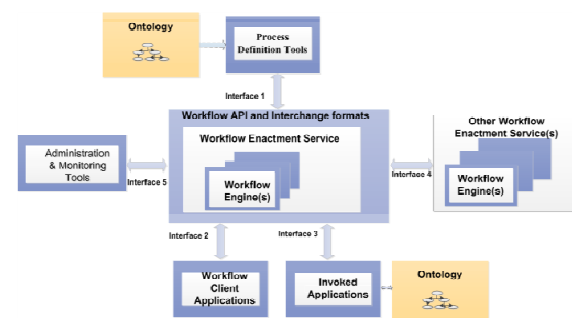 Ontology
Process
Definition Tools
Interface 1
Workflow API and Interchange formats
Workflow Enactment Service
Workflow
Engine(s)
Other Workflow
Enactment Service(s)
Workflow
Engine(s)
Administration
& Monitoring
Tools
Interface 5
Interface 4
Interface 2
Interface 3
Workflow
Client
Applications
Invoked
Applications
Ontology